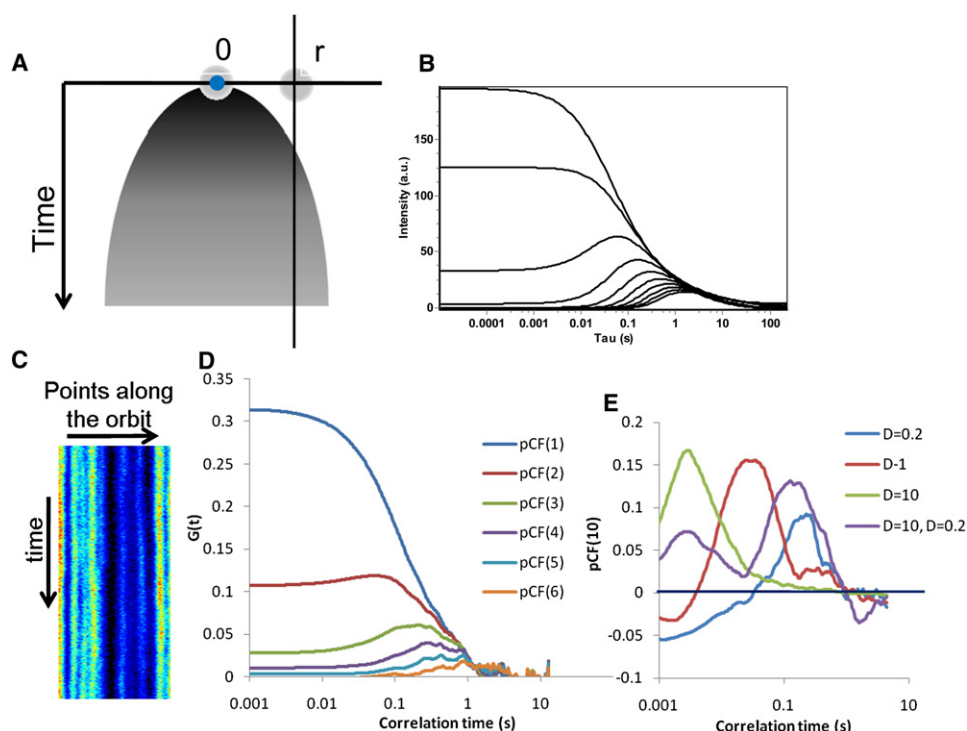 A
0
r
Time
B
Intensity (a.u.)
150
100
50
0
0.0001
0.001
0.01
0.1
1
10
100
Tau (s)
C
Points along
the orbit
time
D
G(t)
0.35
0.3
0.25
0.2
0.15
0.1
0.05
0
0.001
0.01
0.1
1
10
100
Correlation time (s)
pCF(1)
pCF(2)
pCF(3)
pCF(4)
pCF(5)
pCF(6)
E
pCF(10)
0.2
0.15
0.1
0.05
0
-0.05
-0.1
0.001
0.1
10
Correlation time (s)
D=0.2
D-1
D=10
D=10, D=0.2